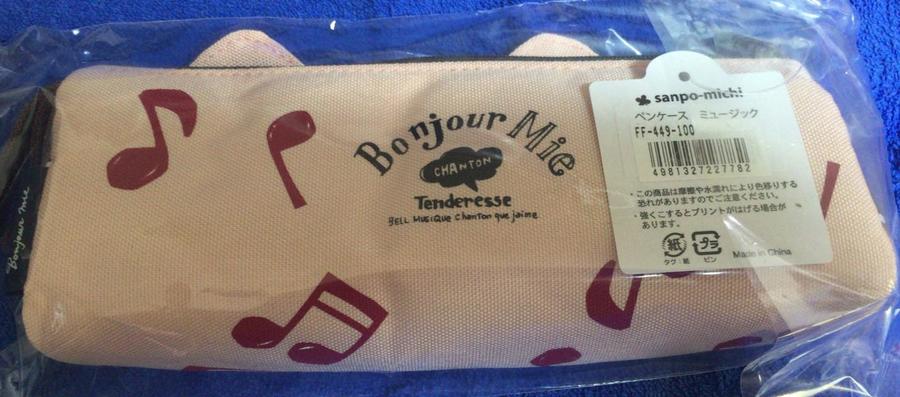 Bonjour Mie
CHANTON
Tenderesse
BELL MUSiQUE Chanton que jaime
sanpo-michi
ペンケース ミュージック
FF-449-100
4981327227782
・この商品は摩擦や水濡れにより色移りする
恐れがありますのでご注意ください。
・強くこするとプリントがはげる場合が
あります。
紙
タグ:紙
プラ
ピン
Made in China
Bonjour mie